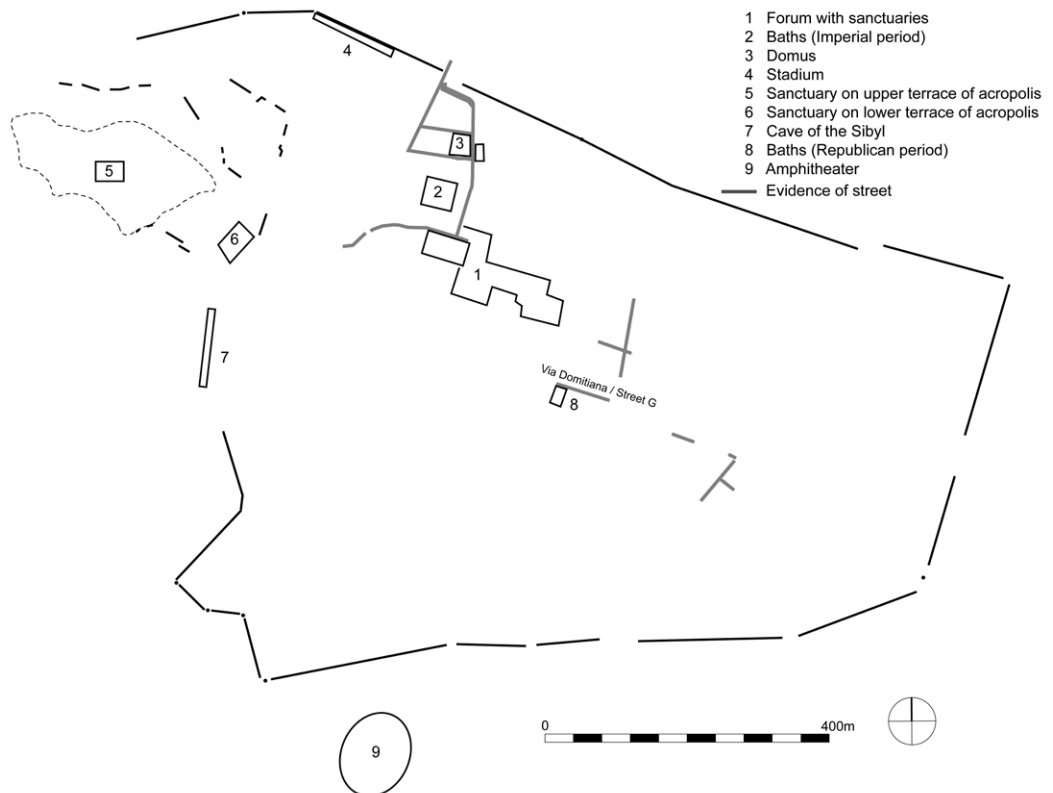 1 Forum with sanctuaries
2 Baths (Imperial period)
3 Domus
4 Stadium
5 Sanctuary on upper terrace of acropolis
6 Sanctuary on lower terrace of acropolis
7 Cave of the Sibyl
8 Baths (Republican period)
9 Amphitheater
Evidence of street
4
3
5
2
6
1
7
Via Domitiana / Street G
8
0 400m
9